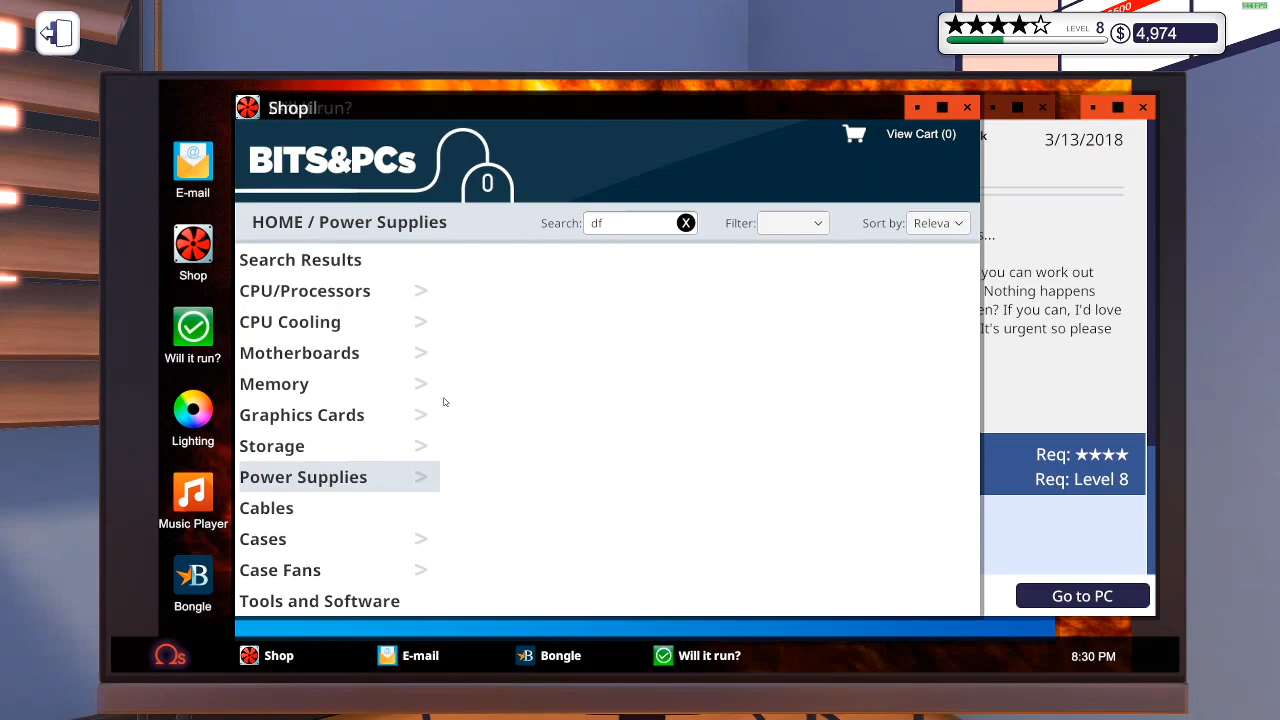 144 FPS
$600
LEVEL 8 $ 4,974
Shop
Will it run?
3/13/2018
BITS&PCs
0
View Cart (0)
HOME / Power Supplies
Search: df
Filter:
Sort by: Releva
E-mail
Shop
Will it run?
Lighting
Music Player
Bongle
Search Results
CPU/Processors >
CPU Cooling >
Motherboards >
Memory >
Graphics Cards >
Storage >
Power Supplies >
Cables
Cases >
Case Fans >
Tools and Software
s...
you can work out
Nothing happens
en? If you can, I'd love
It's urgent so please
Req: ★★★★
Req: Level 8
Go to PC
Shop
E-mail
Bongle
Will it run?
8:30 PM